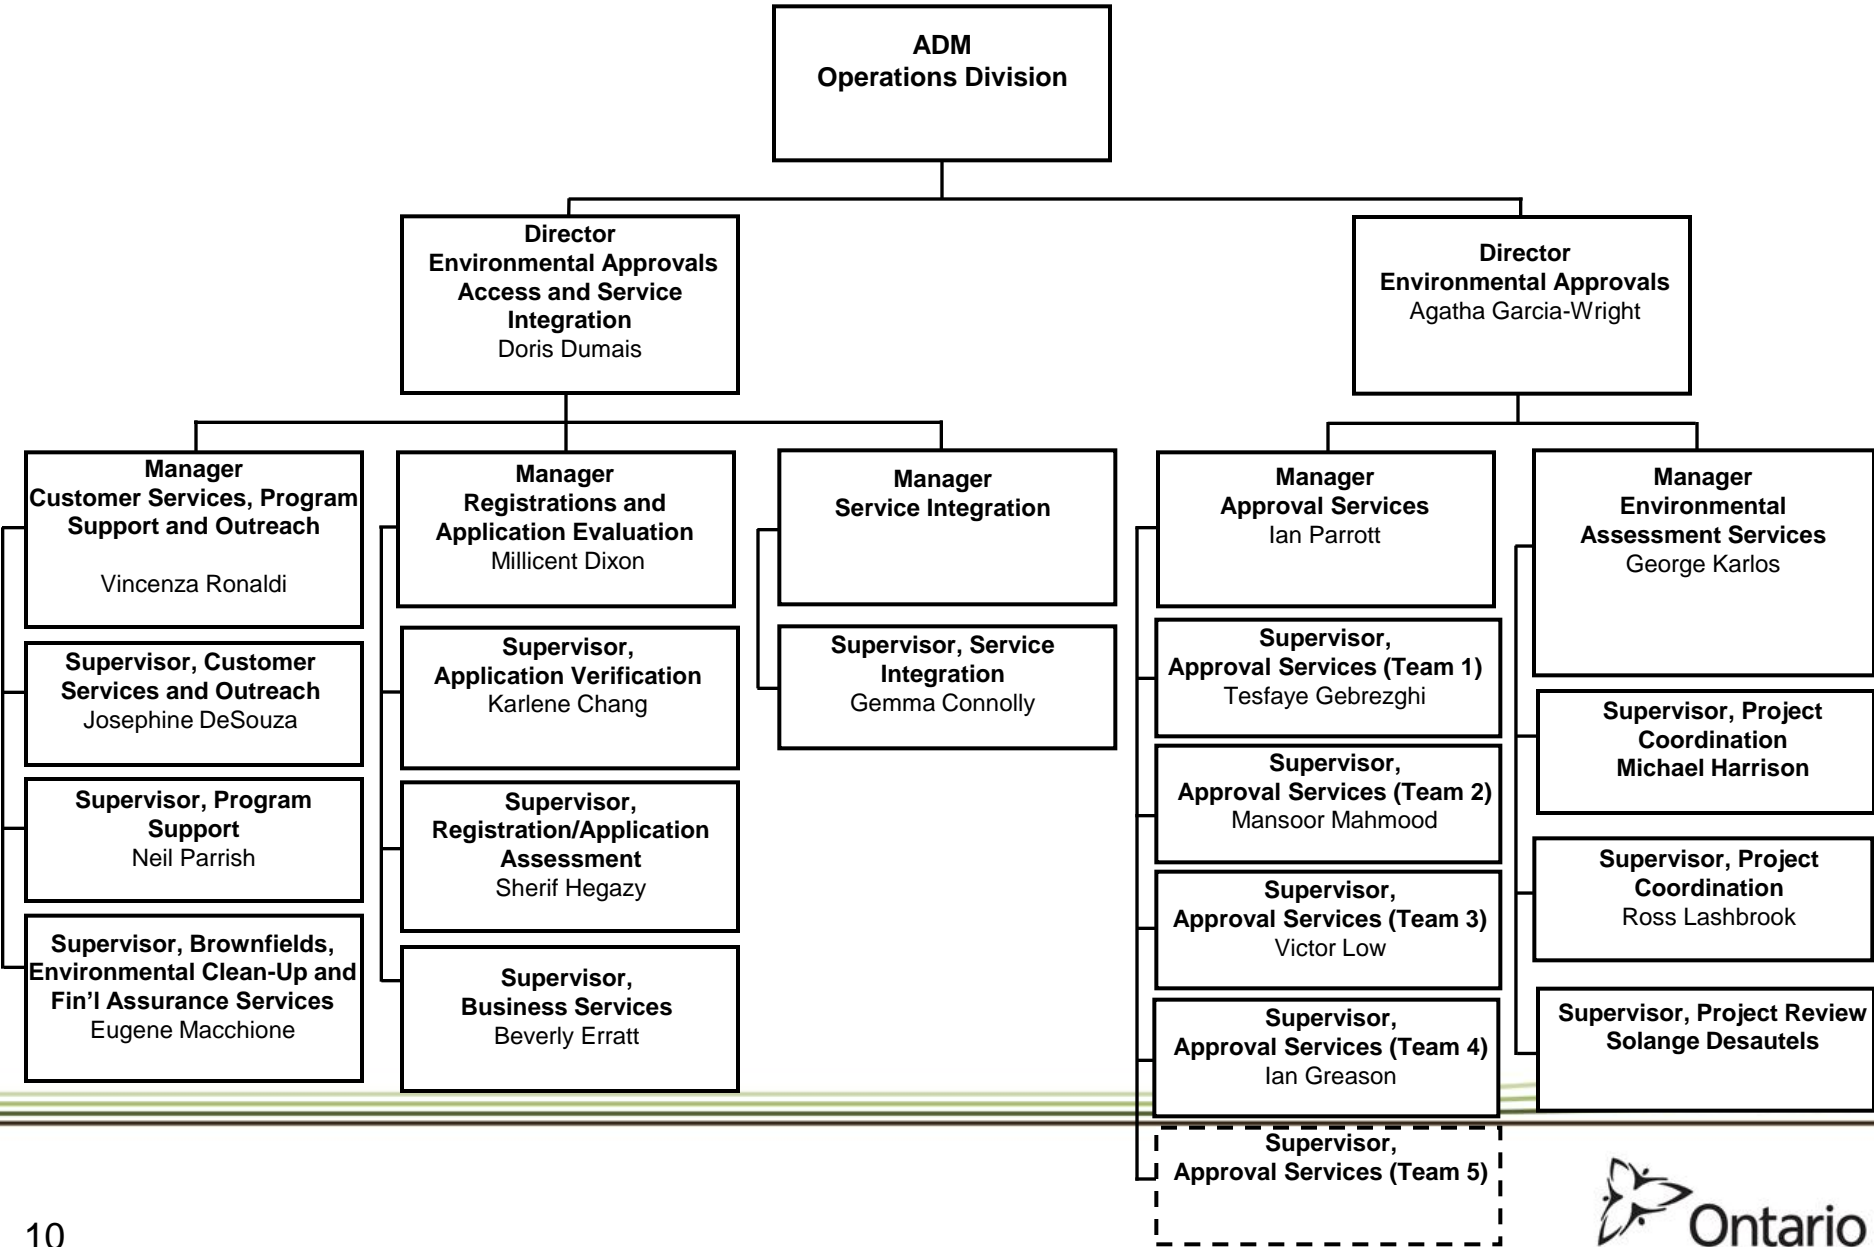 ADM
Operations Division
Director
Environmental Approvals
Access and Service
Integration
Doris Dumais
Director
Environmental Approvals
Agatha Garcia-Wright
Manager
Customer Services, Program
Support and Outreach
Vincenza Ronaldi
Supervisor, Customer
Services and Outreach
Josephine DeSouza
Supervisor, Program
Support
Neil Parrish
Supervisor, Brownfields,
Environmental Clean-Up and
Fin’l Assurance Services
Eugene Macchione
Manager
Registrations and
Application Evaluation
Millicent Dixon
Supervisor,
Application Verification
Karlene Chang
Supervisor,
Registration/Application
Assessment
Sherif Hegazy
Supervisor,
Business Services
Beverly Erratt
Manager
Service Integration
Supervisor, Service
Integration
Gemma Connolly
Manager
Approval Services
Ian Parrott
Supervisor,
Approval Services (Team 1)
Tesfaye Gebrezghi
Supervisor,
Approval Services (Team 2)
Mansoor Mahmood
Supervisor,
Approval Services (Team 3)
Victor Low
Supervisor,
Approval Services (Team 4)
Ian Greason
Supervisor,
Approval Services (Team 5)
Manager
Environmental
Assessment Services
George Karlos
Supervisor, Project
Coordination
Michael Harrison
Supervisor, Project
Coordination
Ross Lashbrook
Supervisor, Project Review
Solange Desautels
10
Ontario